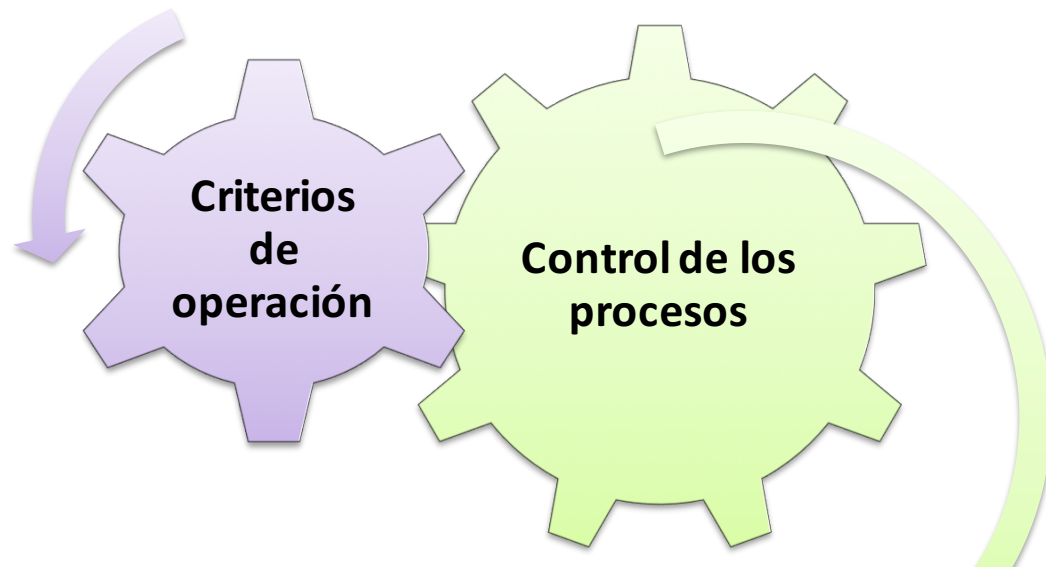 Criterios
de
operación
Control de los
procesos